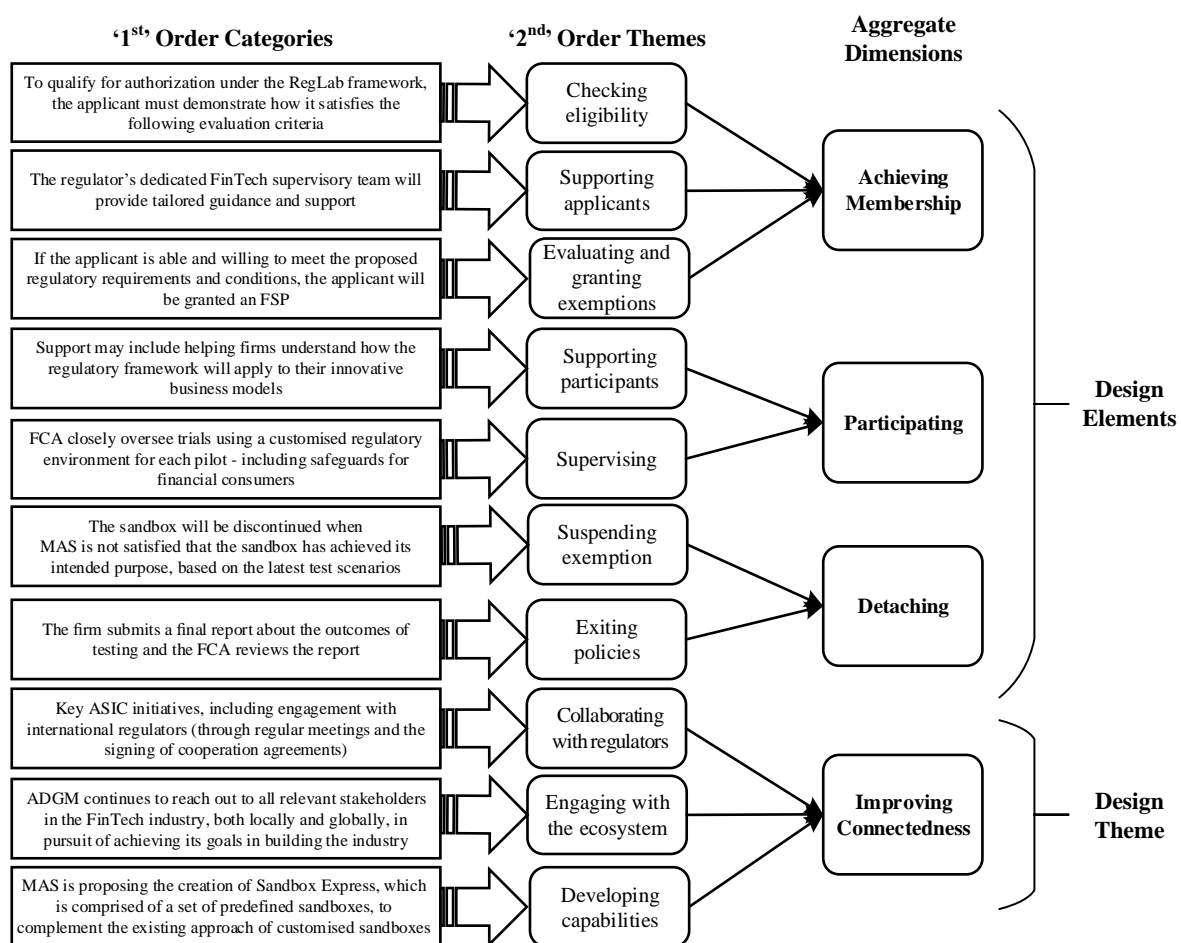 ‘1st’ Order Categories
‘2nd’ Order Themes
Aggregate
Dimensions
To qualify for authorization under the RegLab framework,
the applicant must demonstrate how it satisfies the
following evaluation criteria
Checking
eligibility
The regulator’s dedicated FinTech supervisory team will
provide tailored guidance and support
Supporting
applicants
If the applicant is able and willing to meet the proposed
regulatory requirements and conditions, the applicant will
be granted an FSP
Evaluating and
granting
exemptions
Achieving
Membership
Support may include helping firms understand how the
regulatory framework will apply to their innovative
business models
Supporting
participants
FCA closely oversee trials using a customised regulatory
environment for each pilot - including safeguards for
financial consumers
Supervising
Participating
The sandbox will be discontinued when
MAS is not satisfied that the sandbox has achieved its
intended purpose, based on the latest test scenarios
Suspending
exemption
The firm submits a final report about the outcomes of
testing and the FCA reviews the report
Exiting
policies
Detaching
Design
Elements
Key ASIC initiatives, including engagement with
international regulators (through regular meetings and the
signing of cooperation agreements)
Collaborating
with regulators
ADGM continues to reach out to all relevant stakeholders
in the FinTech industry, both locally and globally, in
pursuit of achieving its goals in building the industry
Engaging with
the ecosystem
MAS is proposing the creation of Sandbox Express, which
is comprised of a set of predefined sandboxes, to
complement the existing approach of customised sandboxes
Developing
capabilities
Improving
Connectedness
Design
Theme